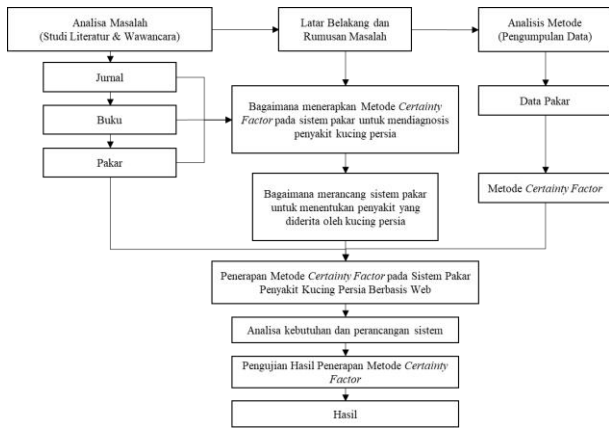 Analisa Masalah
(Studi Literatur & Wawancara)
Latar Belakang dan
Rumusan Masalah
Analisis Metode
(Pengumpulan Data)
Jurnal
Buku
Pakar
Bagaimana menerapkan Metode Certainty
Factor pada sistem pakar untuk mendiagnosis
penyakit kucing persia
Bagaimana merancang sistem pakar
untuk menentukan penyakit yang
diderita oleh kucing persia
Data Pakar
Metode Certainty Factor
Penerapan Metode Certainty Factor pada Sistem Pakar
Penyakit Kucing Persia Berbasis Web
Analisa kebutuhan dan perancangan sistem
Pengujian Hasil Penerapan Metode Certainty
Factor
Hasil